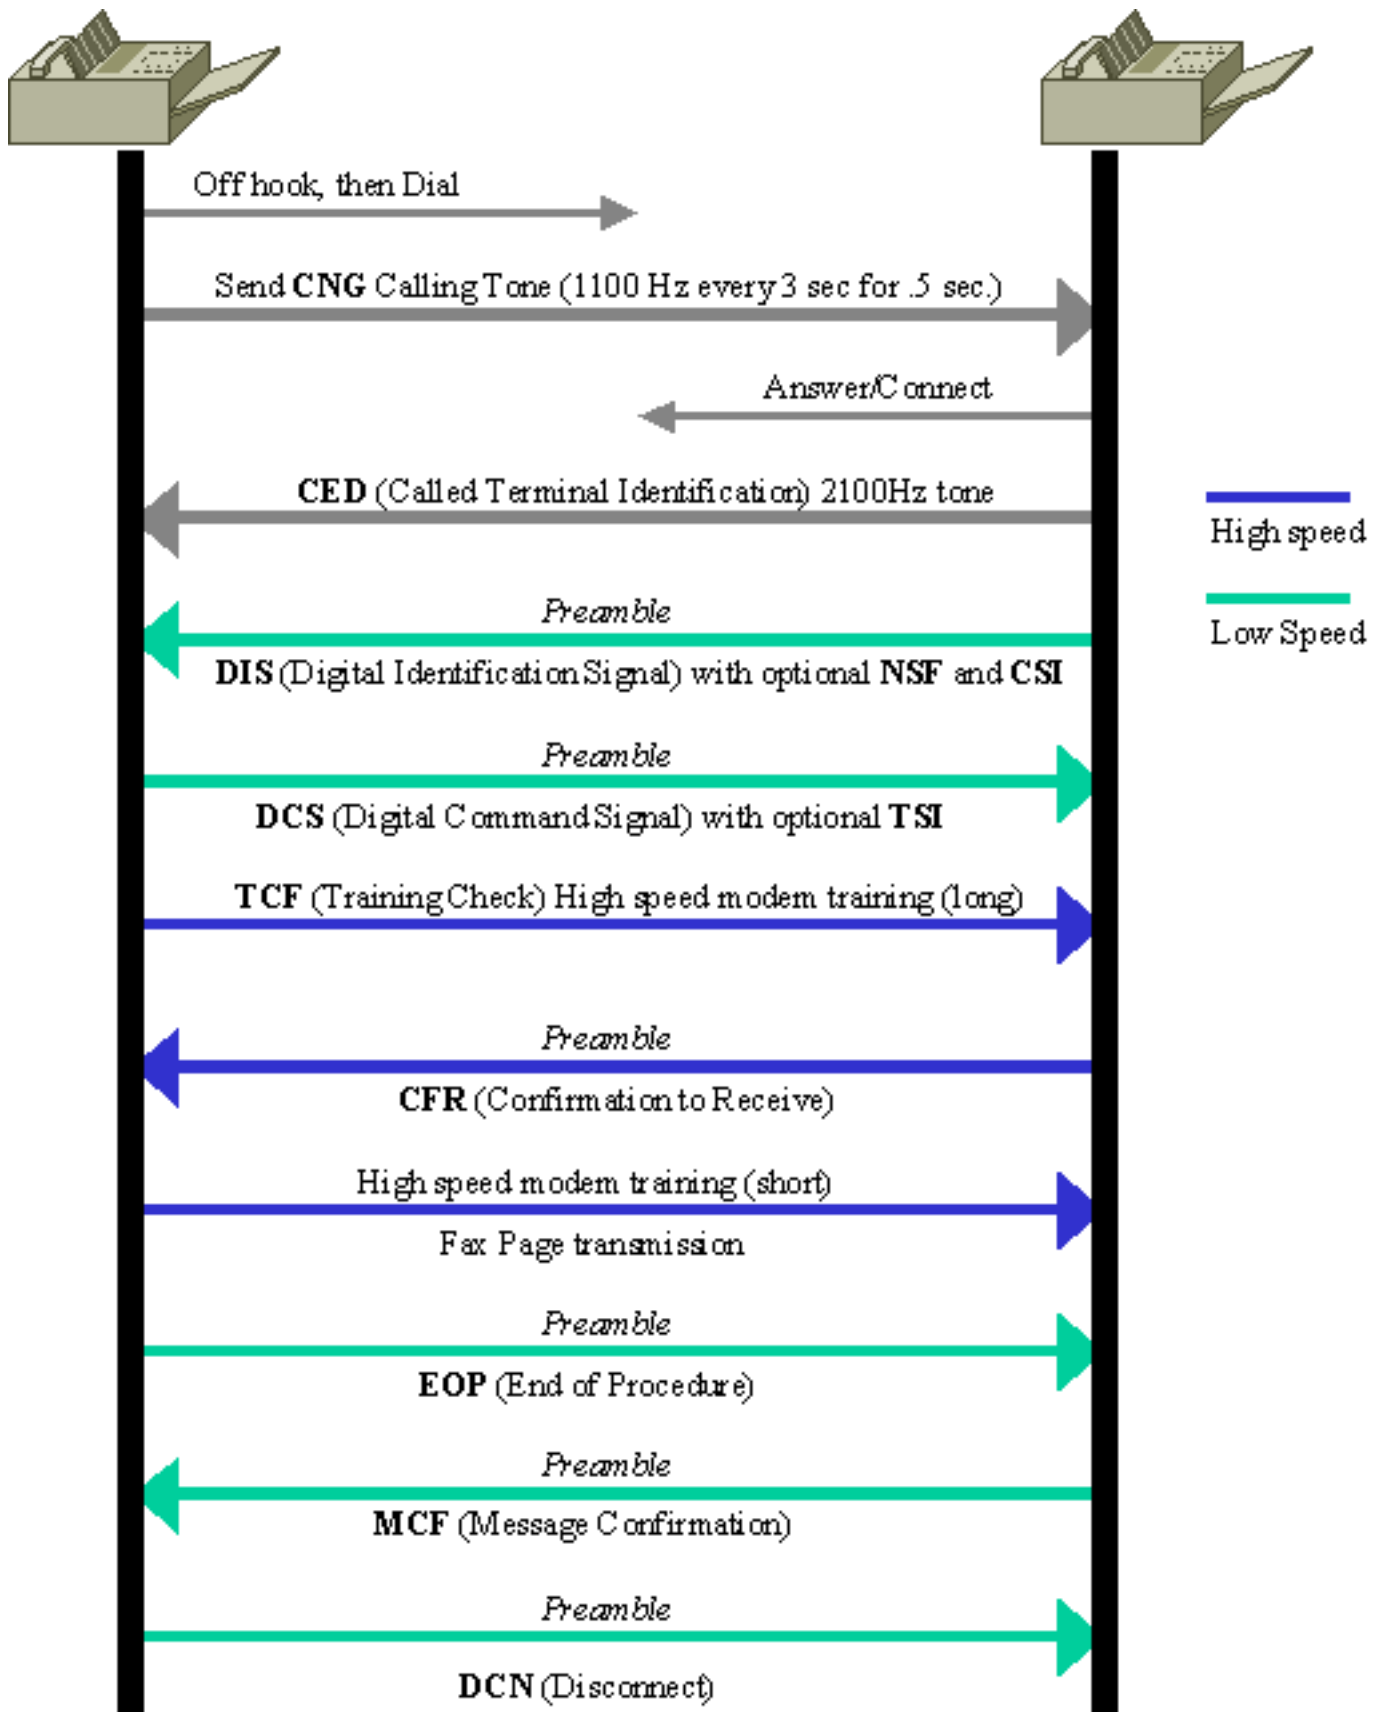 Off hook, then Dial
Send CNG Calling Tone (1100 Hz every 3 sec for .5 sec.)
Answer/Connect
CED (Called Terminal Identification) 2100Hz tone
High speed
Preamble
Low Speed
DIS (Digital Identification Signal) with optional NSF and CSI
Preamble
DCS (Digital Command Signal) with optional TSI
TCF (Training Check) High speed modem training (long)
Preamble
CFR (Confirmation to Receive)
High speed modem training (short)
Fax Page transmission
Preamble
EOP (End of Procedure)
Preamble
MCF (Message Confirmation)
Preamble
DCN (Disconnect)